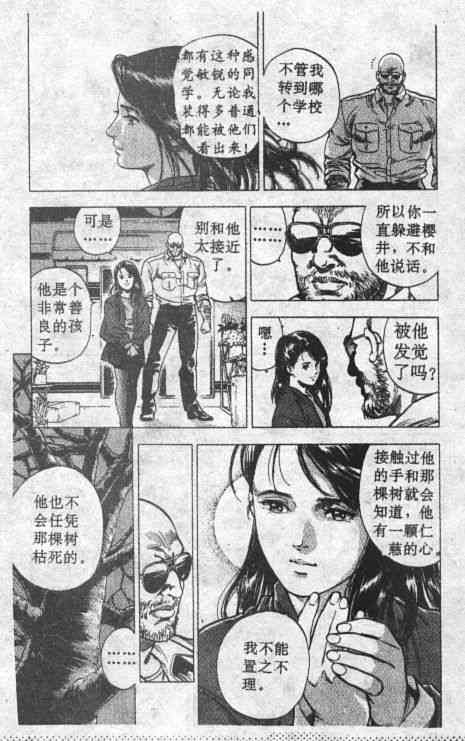 不管我
转到哪
个学校
…
都有这种感
觉敏锐的同
学。无论我
装得多普通
都能被他们
看出来！
所以你一
直躲避樱
井，不和
他说话。
……
……
别和他
太接近
了。
可是
……
他是个
非常善
良的孩
子。
被他
发觉
了吗？
嗯
…
接触过他
的手和那
棵树就会
知道，他
有一颗仁
慈的心。
我不能
置之不
理。
……
……
他也不
会任凭
那棵树
枯死的。